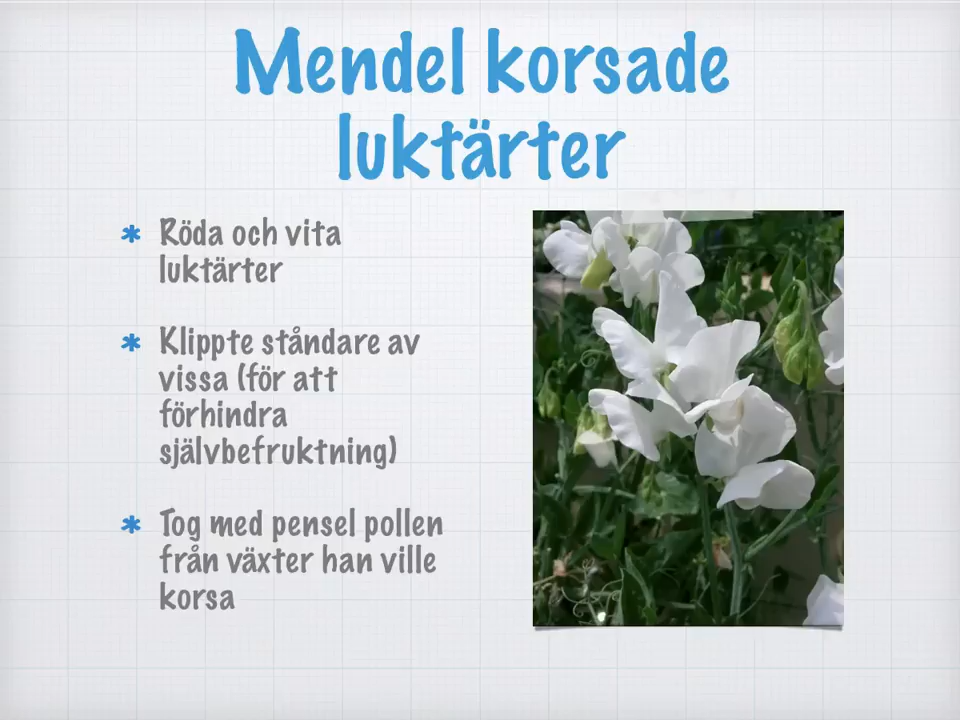 Mendel korsade
luktärter
Röda och vita
luktärter
Klippte ståndare av
vissa (för att
förhindra
självbefruktning)
Tog med pensel pollen
från växter han ville
korsa